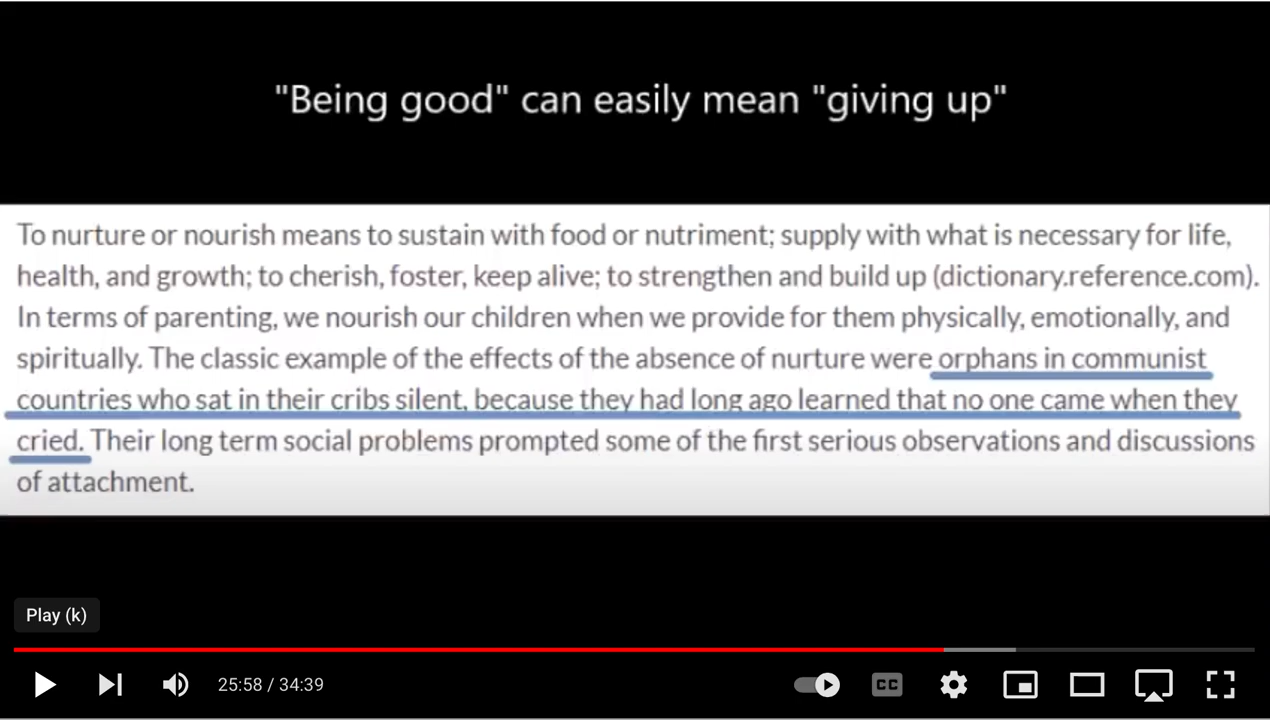 "Being good" can easily mean "giving up"
To nurture or nourish means to sustain with food or nutriment; supply with what is necessary for life,
health, and growth; to cherish, foster, keep alive; to strengthen and build up (dictionary.reference.com).
In terms of parenting, we nourish our children when we provide for them physically, emotionally, and
spiritually. The classic example of the effects of the absence of nurture were orphans in communist
countries who sat in their cribs silent, because they had long ago learned that no one came when they
cried. Their long term social problems prompted some of the first serious observations and discussions
of attachment.
Play (k)
25:58 / 34:39
CC